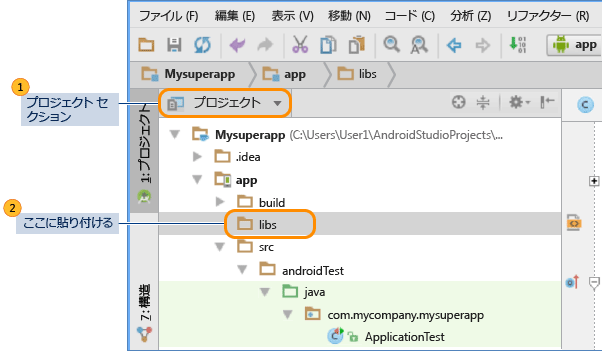 ファイル (F) 編集 (E) 表示 (V) 移動 (N) コード (C) 分析 (Z) リファクター (R)
app
Mysuperapp app libs
1
プロジェクト セクション
プロジェクト
1: プロジェクト
Mysuperapp (C:\Users\User1\AndroidStudioProjects\...
.idea
app
build
2
ここに貼り付ける
libs
src
androidTest
java
7: 構造
com.mycompany.mysuperapp
C ApplicationTest
C